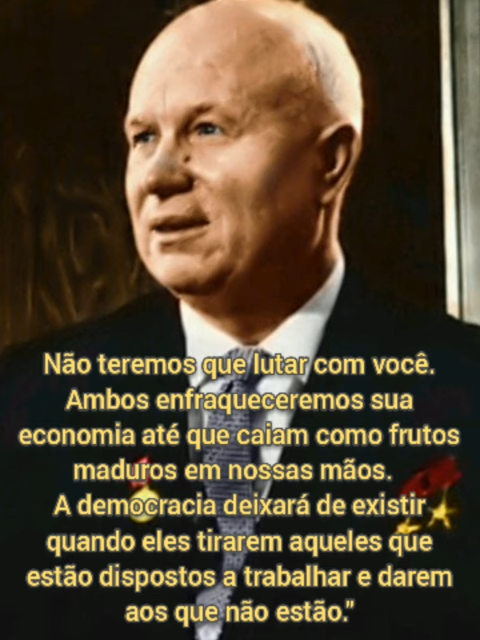 Não teremos que lutar com você.
Ambos enfraqueceremos sua
economia até que caiam como frutos
maduros em nossas mãos.
A democracia deixará de existir
quando eles tirarem aqueles que
estão dispostos a trabalhar e darem
aos que não estão.”